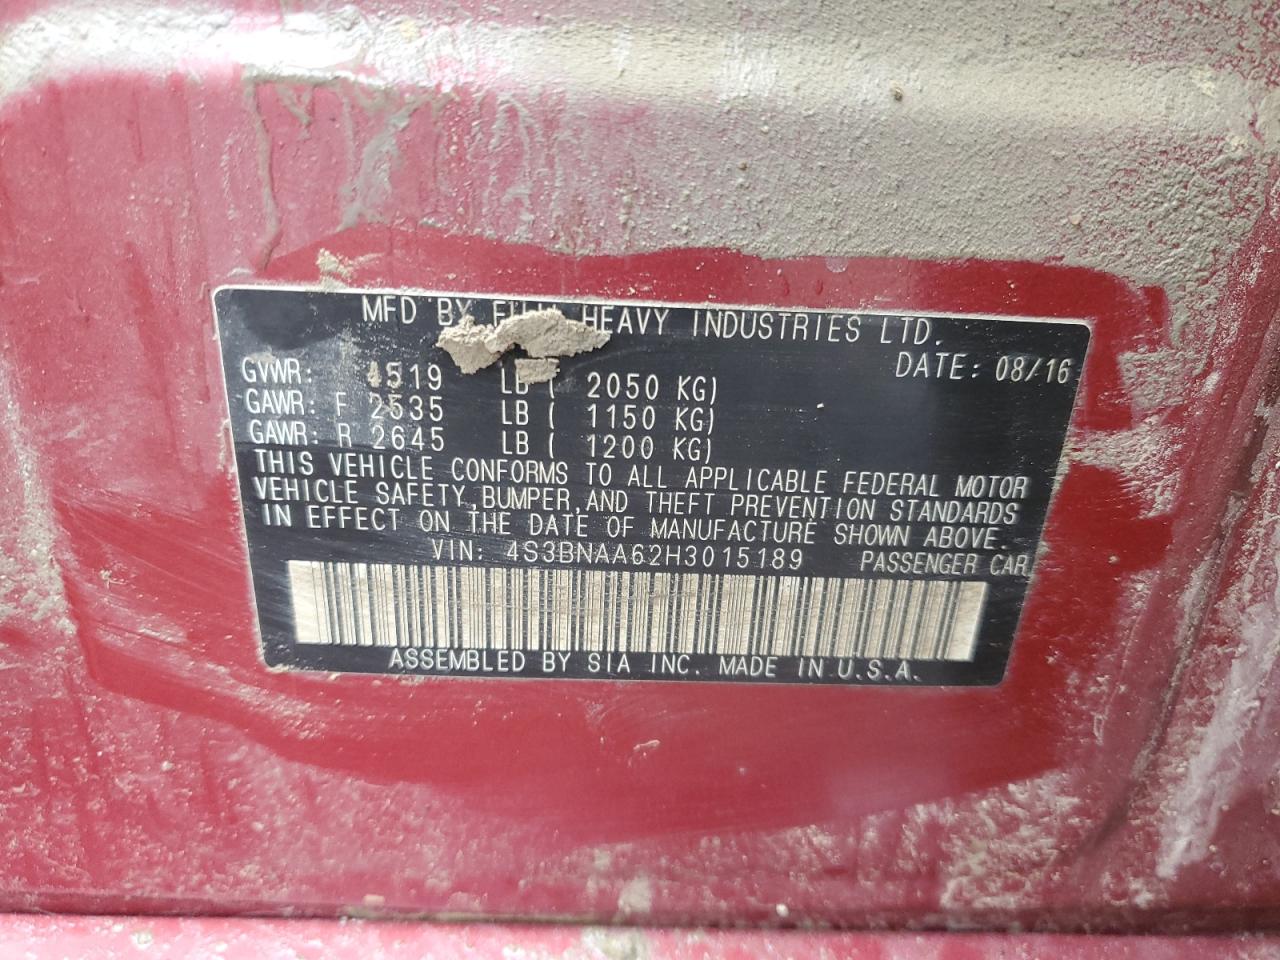 MFD BY FUJI HEAVY INDUSTRIES LTD.
DATE: 08/16
GVWR: 4519 LB ( 2050 KG)
GAWR: F 2535 LB ( 1150 KG)
GAWR: R 2645 LB ( 1200 KG)
THIS VEHICLE CONFORMS TO ALL APPLICABLE FEDERAL MOTOR
VEHICLE SAFETY, BUMPER, AND THEFT PREVENTION STANDARDS
IN EFFECT ON THE DATE OF MANUFACTURE SHOWN ABOVE.
VIN: 4S3BNAA62H3015189 PASSENGER CAR
ASSEMBLED BY SIA INC. MADE IN U.S.A.